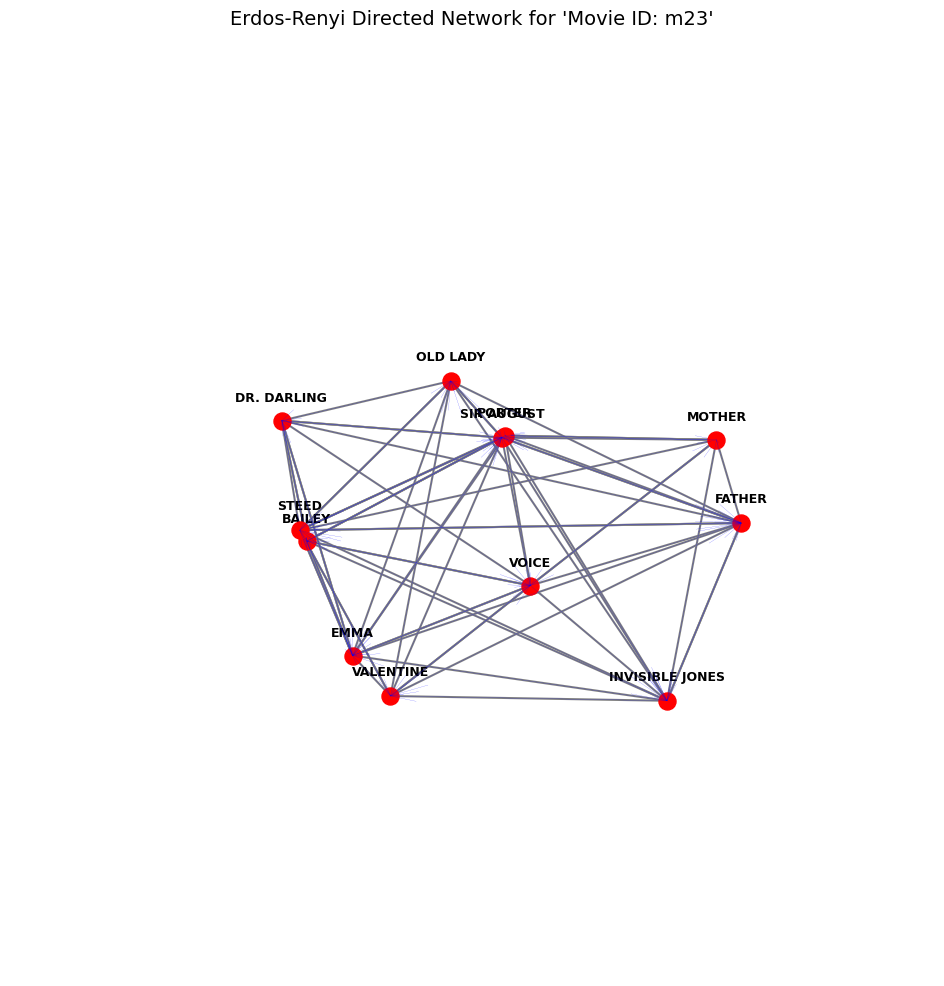 Erdos-Renyi Directed Network for 'Movie ID: m23'
OLD LADY
DR. DARLING
SIR AUGUST
PORTER
MOTHER
FATHER
STEED
BAILEY
VOICE
EMMA
VALENTINE
INVISIBLE JONES